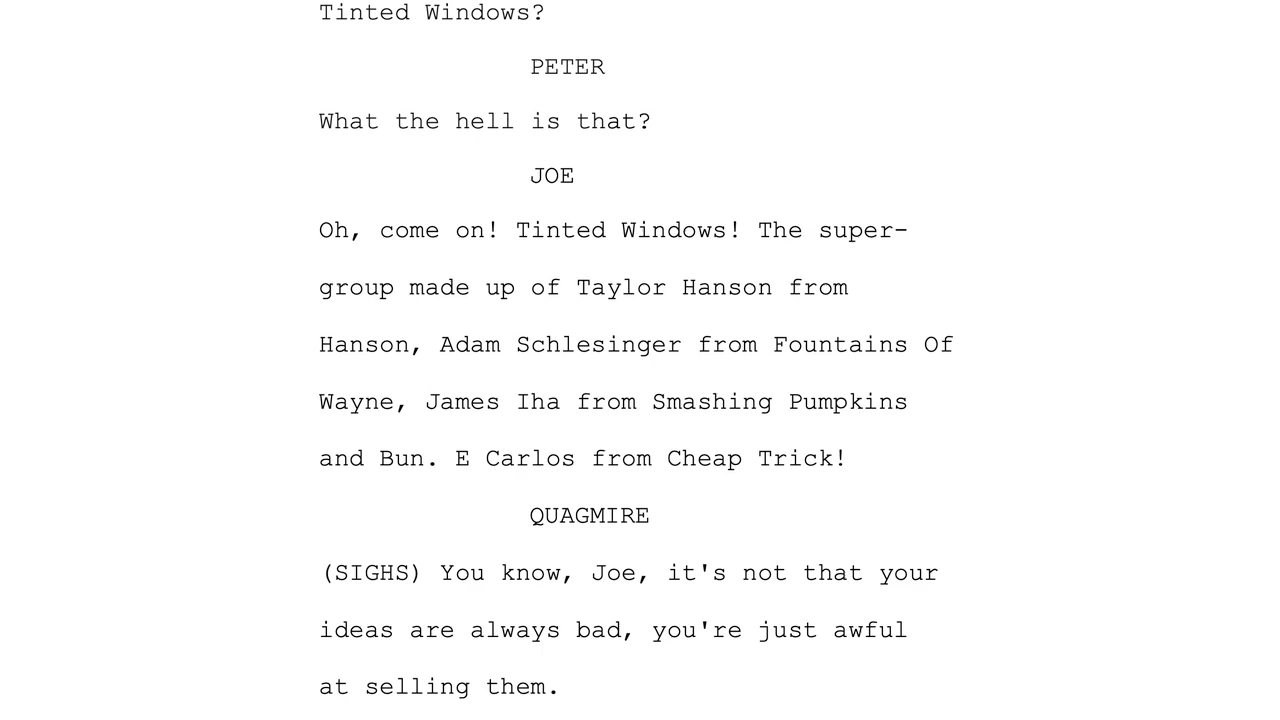 Tinted Windows?
PETER
What the hell is that?
JOE
Oh, come on! Tinted Windows! The super-
group made up of Taylor Hanson from
Hanson, Adam Schlesinger from Fountains Of
Wayne, James Iha from Smashing Pumpkins
and Bun. E Carlos from Cheap Trick!
QUAGMIRE
(SIGHS) You know, Joe, it's not that your
ideas are always bad, you're just awful
at selling them.